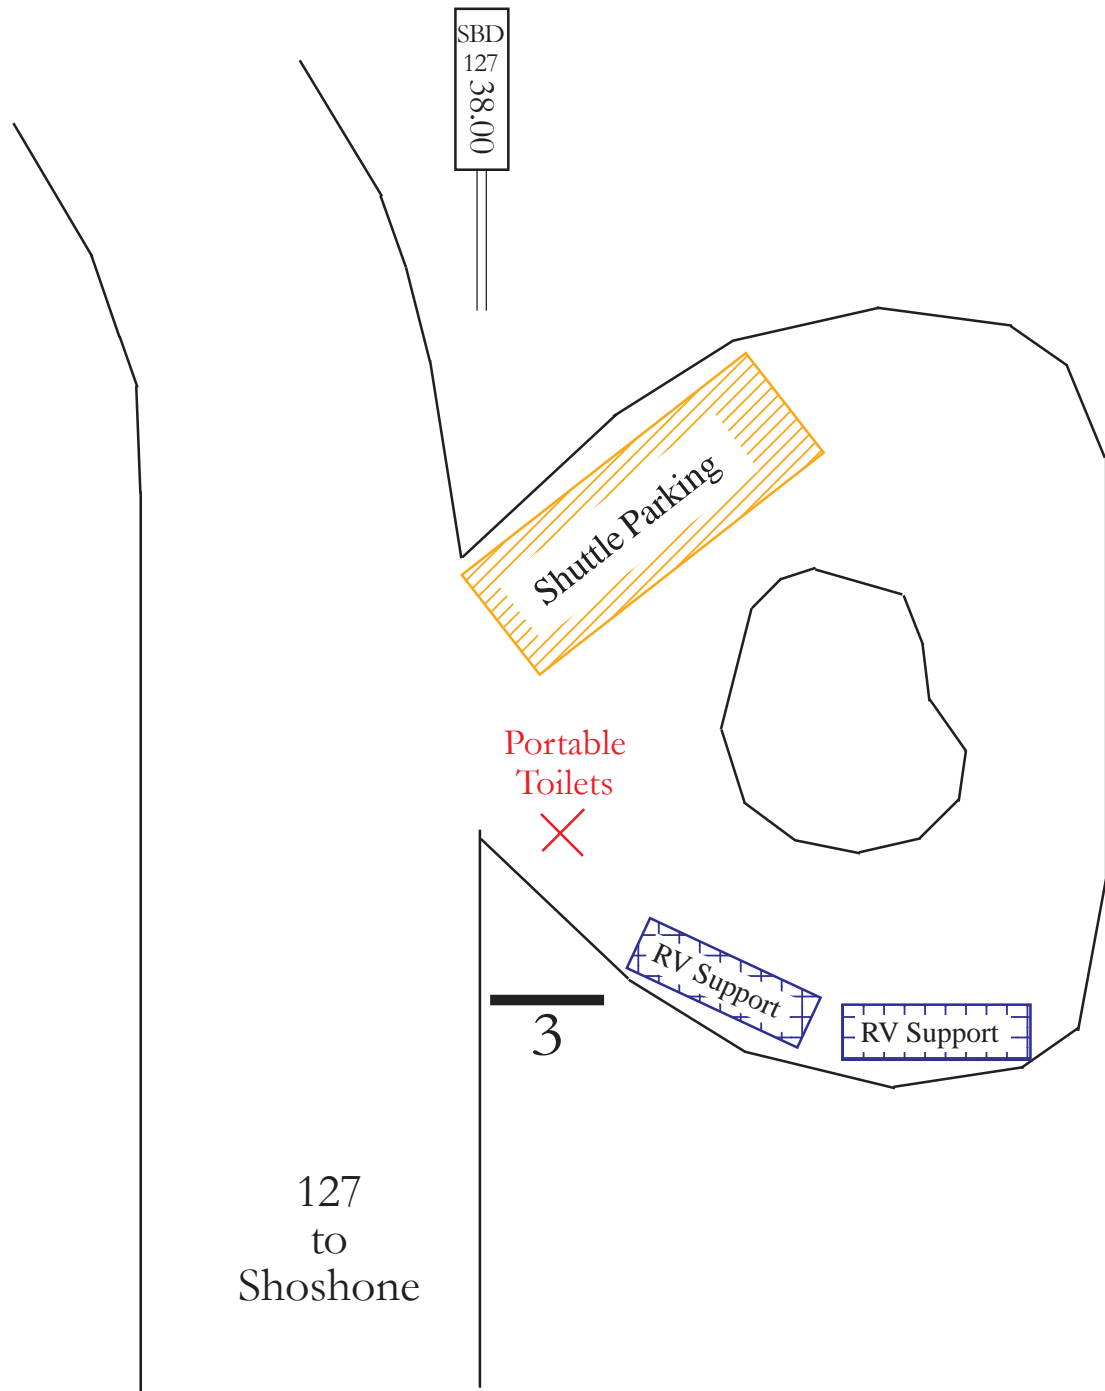 SBD
127
38.00
Shuttle Parking
Portable
Toilets
RV Support
RV Support
3
127
to
Shoshone